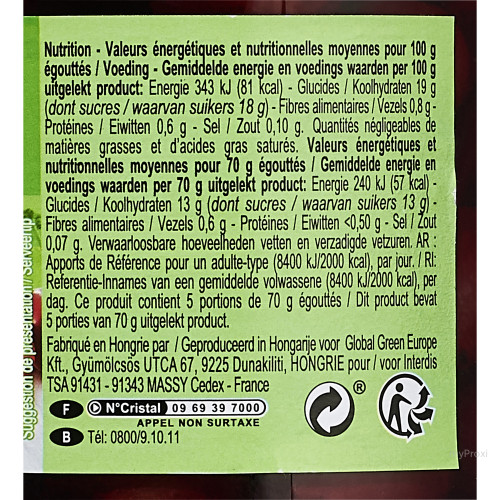 Nutrition - Valeurs énergétiques et nutritionnelles moyennes pour 100 g
égouttés / Voeding - Gemiddelde energie en voedings waarden per 100 g
uitgelekt product: Energie 343 kJ (81 kcal) - Glucides / Koolhydraten 19 g
(dont sucres / waarvan suikers 18 g) - Fibres alimentaires / Vezels 0,8 g -
Protéines / Eiwitten 0,6 g - Sel / Zout 0,10 g. Quantités négligeables de
matières grasses et d'acides gras saturés. Valeurs énergétiques et
nutritionnelles moyennes pour 70 g égouttés / Gemiddelde energie en
voedings waarden per 70 g uitgelekt product: Energie 240 kJ (57 kcal) -
Glucides / Koolhydraten 13 g (dont sucres / waarvan suikers 13 g) -
Fibres alimentaires / Vezels 0,6 g - Protéines / Eiwitten <0,50 g - Sel / Zout
0,07 g. Verwaarloosbare hoeveelheden vetten en verzadigde vetzuren. AR :
Apports de Référence pour un adulte-type (8400 kJ/2000 kcal), par jour. / RI:
Referentie-Innames van een gemiddelde volwassene (8400 kJ/2000 kcal), per
dag. Ce produit contient 5 portions de 70 g égouttés / Dit product bevat
5 porties van 70 g uitgelekt product.
Fabriqué en Hongrie par / Geproduceerd in Hongarije voor Global Green Europe
Kft., Gyümölcsös UTCA 67, 9225 Dunakiliti, HONGRIE pour / voor Interdis
TSA 91431 - 91343 MASSY Cedex - France
F N°Cristal 09 69 39 7000
APPEL NON SURTAXE
B Tél: 0800/9.10.11
®
Suggestion de présentation / Serveertip